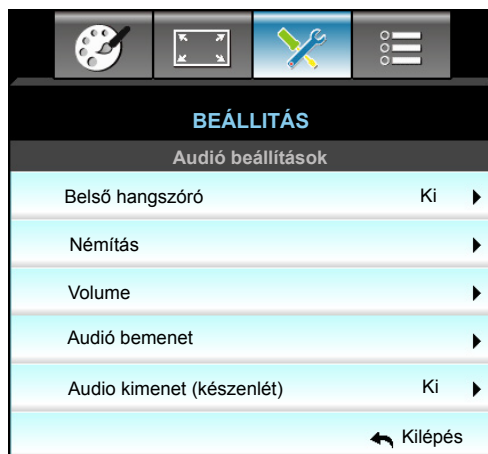 BEÁLLITÁS
Audió beállítások
Belső hangszóró Ki
Némítás
Volume
Audió bemenet
Audio kimenet (készenlét) Ki
Kilépés